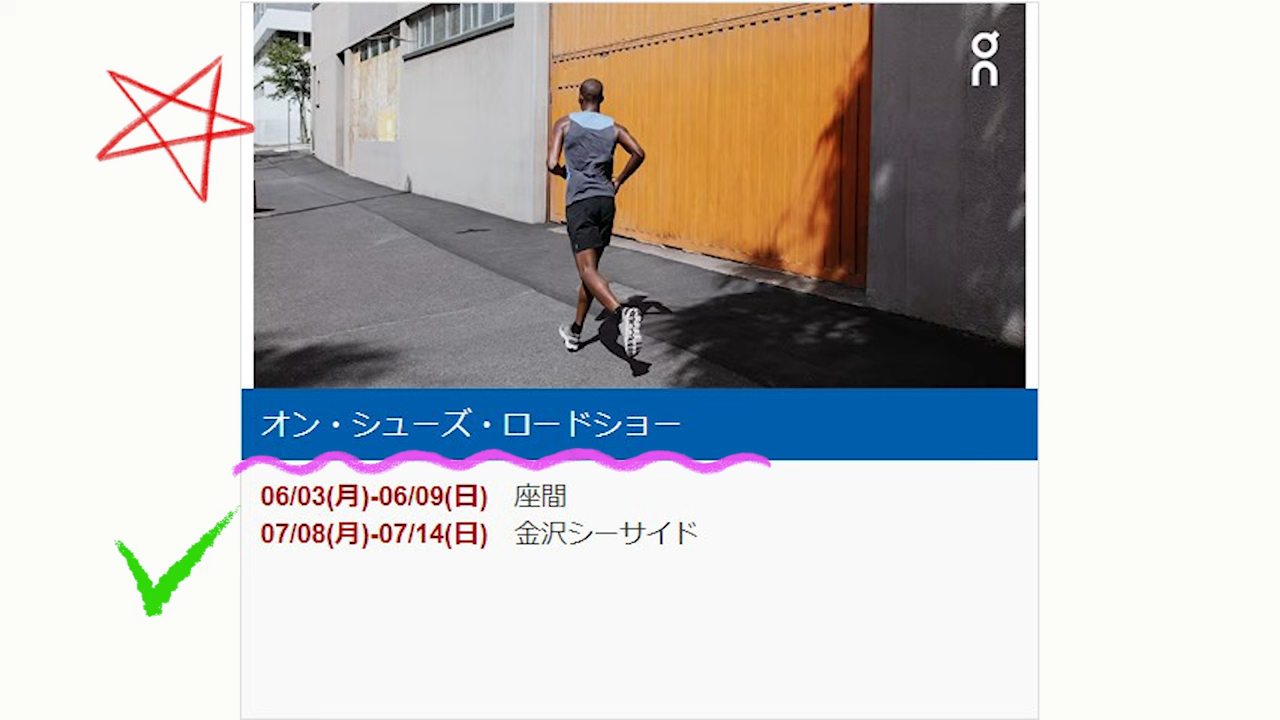 on
オン・シューズ・ロードショー
06/03(月)-06/09(日) 座間
07/08(月)-07/14(日) 金沢シーサイド